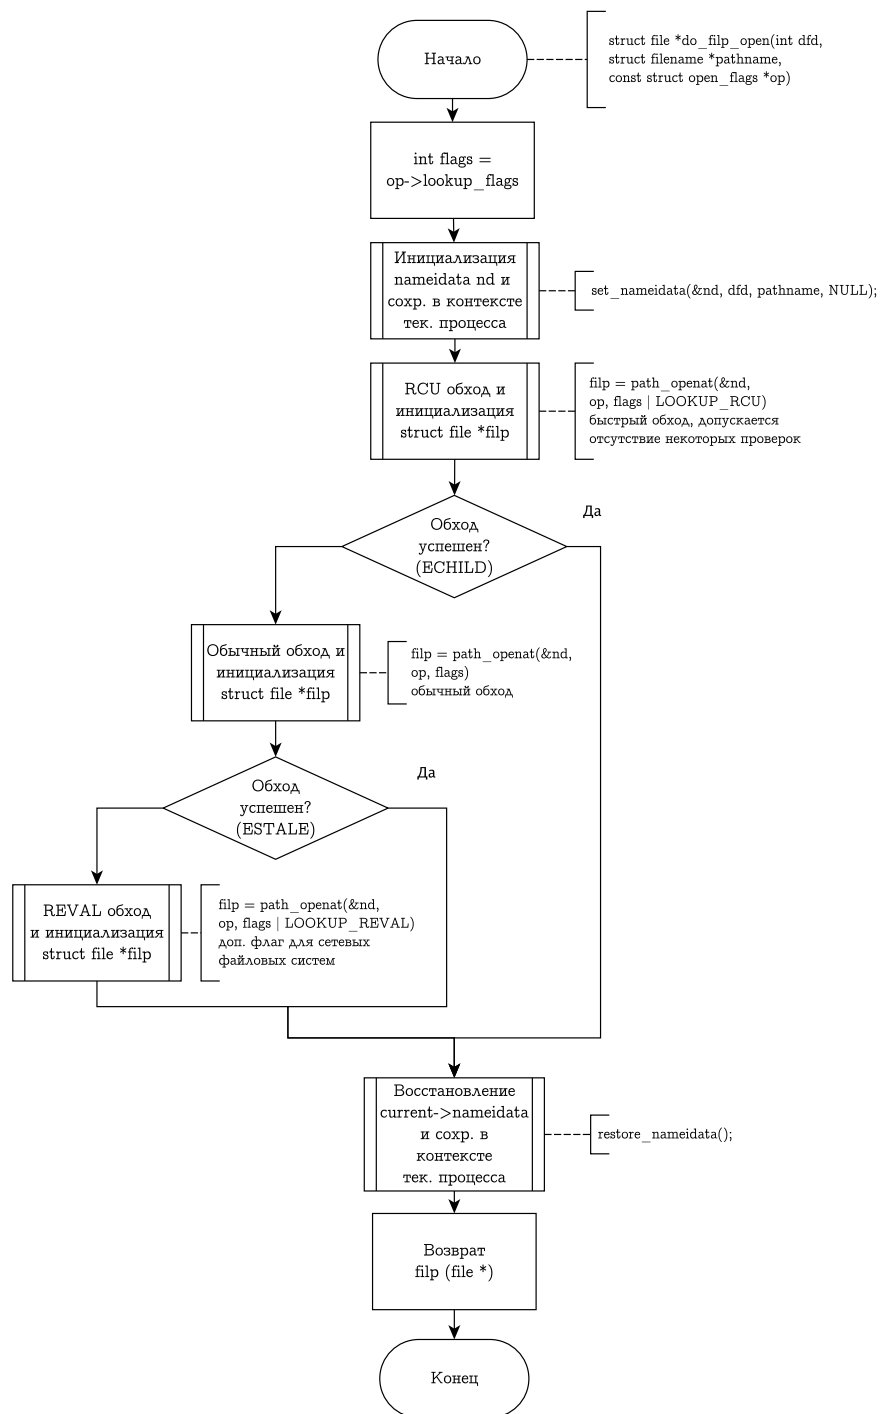 Начало
struct file *do_filp_open(int dfd,
struct filename *pathname,
const struct open_flags *op)
int flags =
op->lookup_flags
Инициализация
nameidata nd и
сохр. в контексте
тек. процесса
set_nameidata(&nd, dfd, pathname, NULL);
RCU обход и
инициализация
struct file *filp
filp = path_openat(&nd,
op, flags | LOOKUP_RCU)
быстрый обход, допускается
отсутствие некоторых проверок
Обход
успешен?
(ECHILD)
Да
Обычный обход и
инициализация
struct file *filp
filp = path_openat(&nd,
op, flags)
обычный обход
Обход
успешен?
(ESTALE)
Да
REVAL обход
и инициализация
struct file *filp
filp = path_openat(&nd,
op, flags | LOOKUP_REVAL)
доп. флаг для сетевых
файловых систем
Восстановление
current->nameidata
и сохр. в
контексте
тек. процесса
restore_nameidata();
Возврат
filp (file *)
Конец